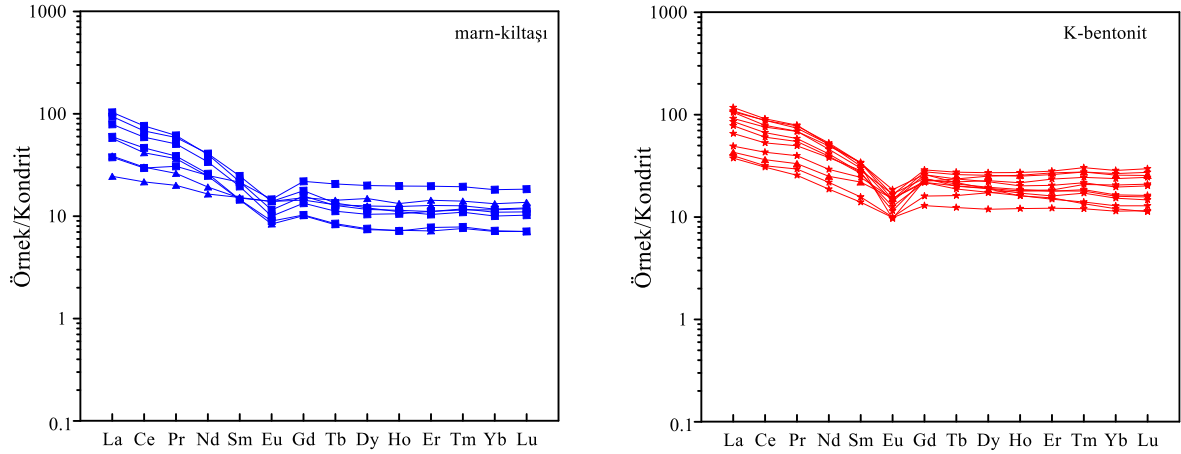 marn-kiltaşı
Örnek/Kondrit
1000
100
10
1
0.1
La Ce Pr Nd Sm Eu Gd Tb Dy Ho Er Tm Yb Lu
K-bentonit
Örnek/Kondrit
1000
100
10
1
0.1
La Ce Pr Nd Sm Eu Gd Tb Dy Ho Er Tm Yb Lu